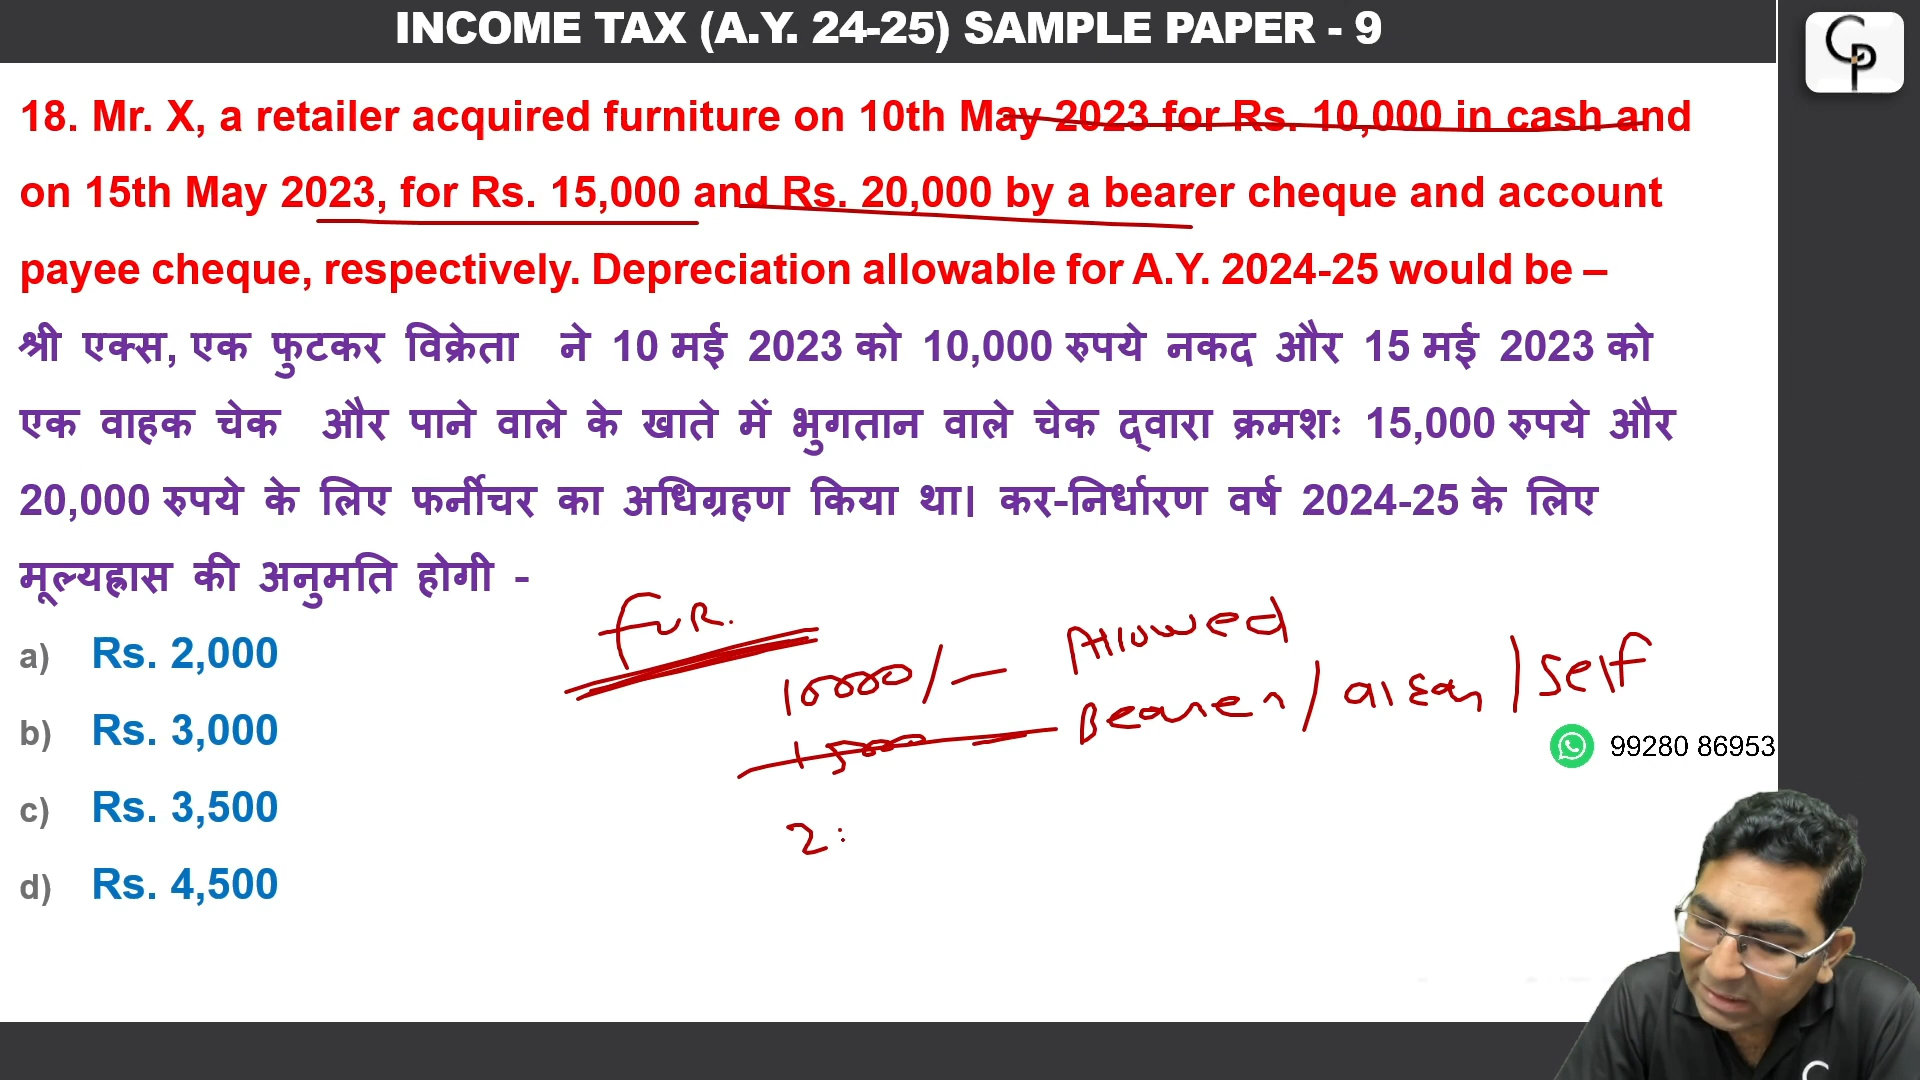 INCOME TAX (A.Y. 24-25) SAMPLE PAPER - 9
CP
18. Mr. X, a retailer acquired furniture on 10th May 2023 for Rs. 10,000 in cash and
on 15th May 2023, for Rs. 15,000 and Rs. 20,000 by a bearer cheque and account
payee cheque, respectively. Depreciation allowable for A.Y. 2024-25 would be –
श्री एक्स, एक फुटकर विक्रेता ने 10 मई 2023 को 10,000 रुपये नकद और 15 मई 2023 को
एक वाहक चेक और पाने वाले के खाते में भुगतान वाले चेक द्वारा क्रमशः 15,000 रुपये और
20,000 रुपये के लिए फर्नीचर का अधिग्रहण किया था। कर-निर्धारण वर्ष 2024-25 के लिए
मूल्यह्रास की अनुमति होगी -
a) Rs. 2,000
b) Rs. 3,000
c) Rs. 3,500
d) Rs. 4,500
fur.
10000/— Allowed
15000 — Bearer / वाहक / Self
2:
99280 86953